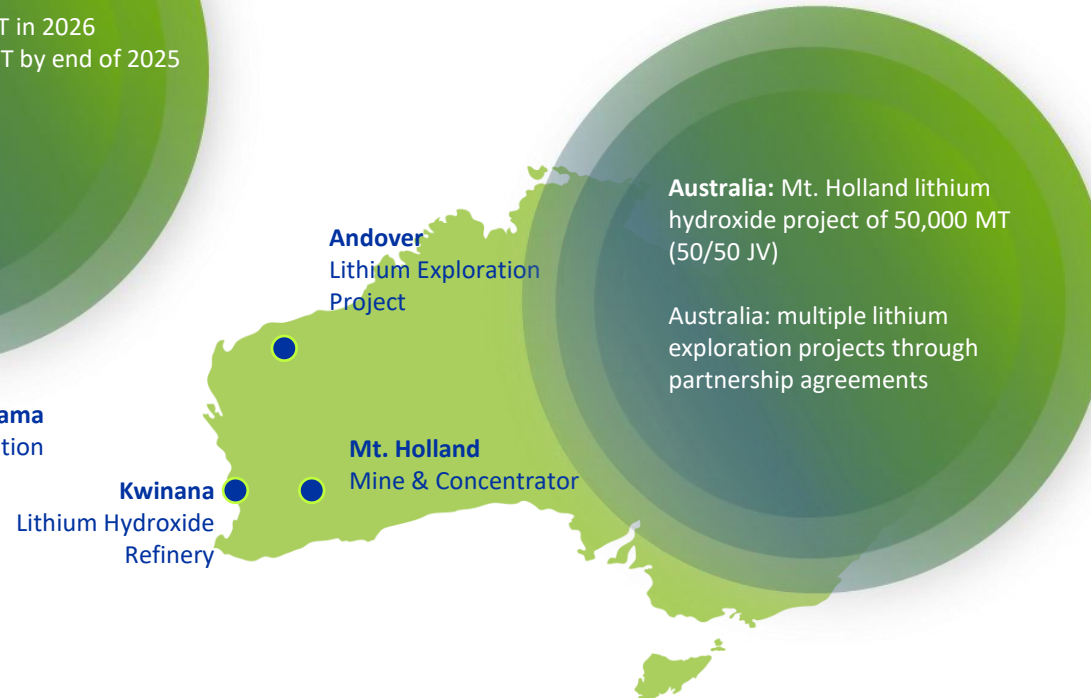 T in 2026
T by end of 2025
Andover
Lithium Exploration
Project
Australia: Mt. Holland lithium
hydroxide project of 50,000 MT
(50/50 JV)
Australia: multiple lithium
exploration projects through
partnership agreements
ama
tion
Mt. Holland
Mine & Concentrator
Kwinana
Lithium Hydroxide
Refinery